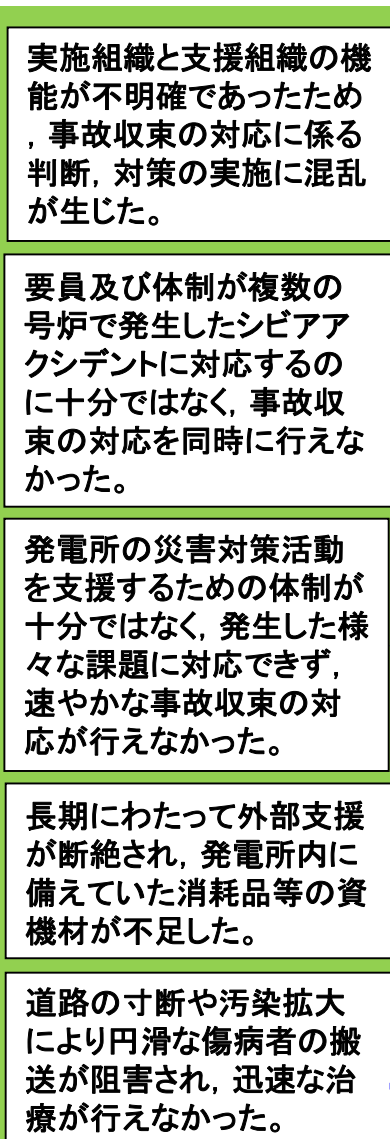 実施組織と支援組織の機
能が不明確であったため
，事故収束の対応に係る
判断，対策の実施に混乱
が生じた。
要員及び体制が複数の
号炉で発生したシビアア
クシデントに対応するの
に十分ではなく，事故収
束の対応を同時に行えな
かった。
発電所の災害対策活動
を支援するための体制が
十分ではなく，発生した様
々な課題に対応できず，
速やかな事故収束の対
応が行えなかった。
長期にわたって外部支援
が断絶され，発電所内に
備えていた消耗品等の資
機材が不足した。
道路の寸断や汚染拡大
により円滑な傷病者の搬
送が阻害され，迅速な治
療が行えなかった。